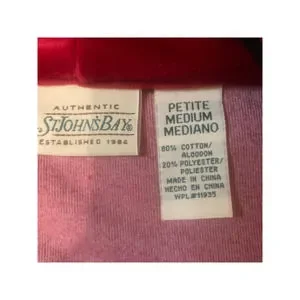 AUTHENTIC
ST. JOHN'S BAY
ESTABLISHED 1984
PETITE
MEDIUM
MEDIANO
80% COTTON/
ALGODON
20% POLYESTER/
POLIESTER
MADE IN CHINA
HECHO EN CHINA
WPL#11935